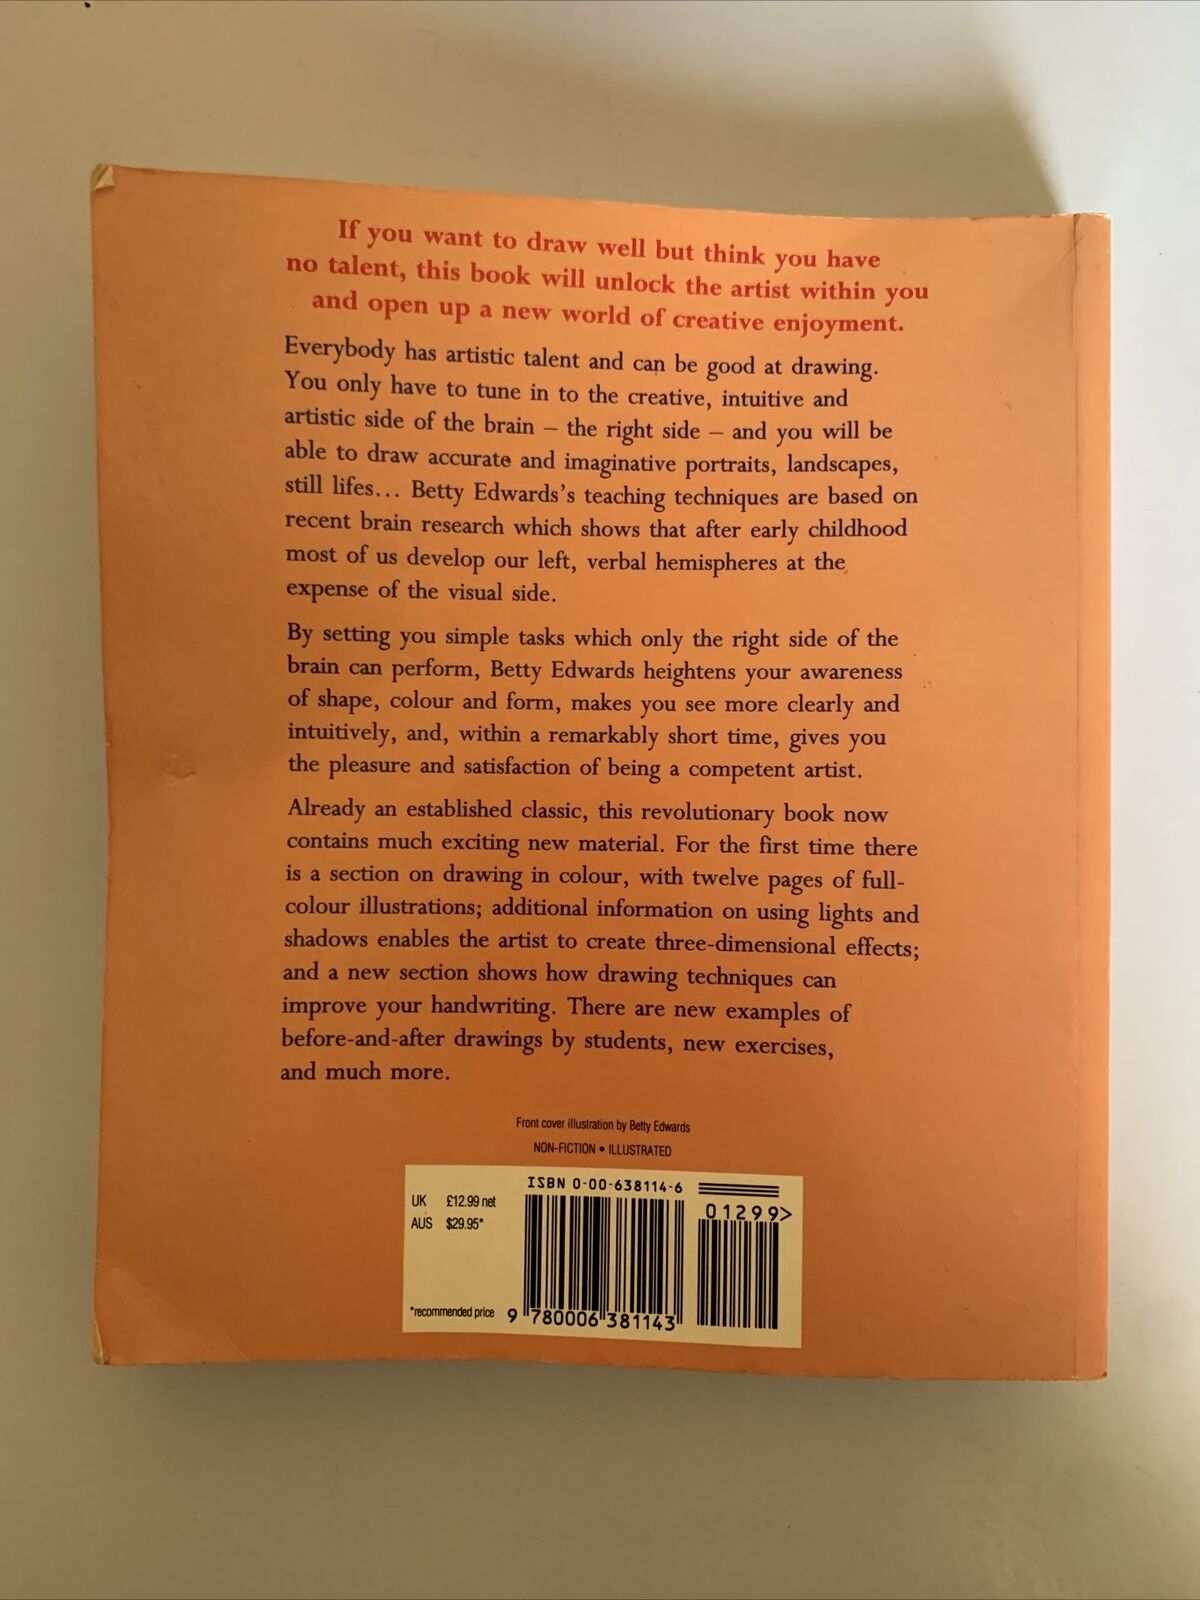 If you want to draw well but think you have
no talent, this book will unlock the artist within you
and open up a new world of creative enjoyment.
Everybody has artistic talent and can be good at drawing.
You only have to tune in to the creative, intuitive and
artistic side of the brain – the right side – and you will be
able to draw accurate and imaginative portraits, landscapes,
still lifes... Betty Edwards's teaching techniques are based on
recent brain research which shows that after early childhood
most of us develop our left, verbal hemispheres at the
expense of the visual side.
By setting you simple tasks which only the right side of the
brain can perform, Betty Edwards heightens your awareness
of shape, colour and form, makes you see more clearly and
intuitively, and, within a remarkably short time, gives you
the pleasure and satisfaction of being a competent artist.
Already an established classic, this revolutionary book now
contains much exciting new material. For the first time there
is a section on drawing in colour, with twelve pages of full-
colour illustrations; additional information on using lights and
shadows enables the artist to create three-dimensional effects;
and a new section shows how drawing techniques can
improve your handwriting. There are new examples of
before-and-after drawings by students, new exercises,
and much more.
Front cover illustration by Betty Edwards
NON-FICTION • ILLUSTRATED
ISBN 0-00-638114-6
UK £12.99 net
AUS $29.95*
01299>
*recommended price
9 780006 381143